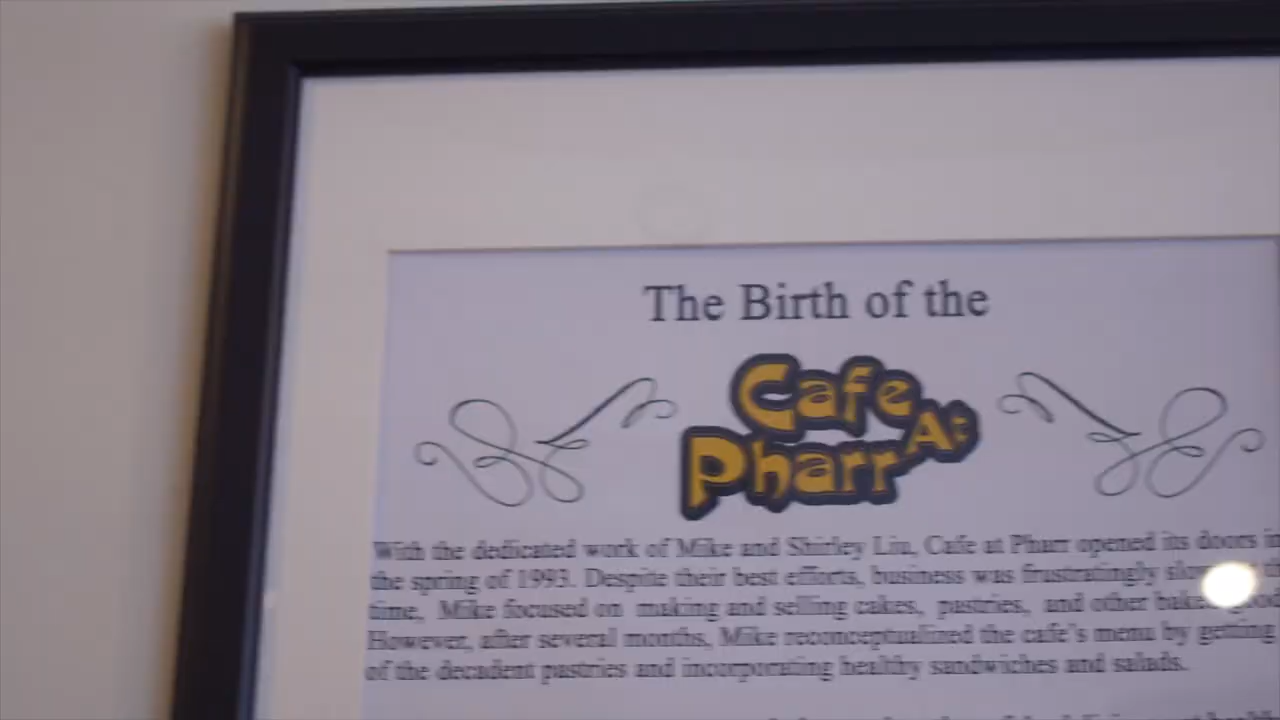 The Birth of the
Cafe
At
Pharr
With the dedicated work of Mike and Shirley Liu, Cafe at Pharr opened its doors in
the spring of 1993. Despite their best efforts, business was frustratingly
time, Mike focused on making and selling cakes, pastries, and other
However, after several months, Mike reconceptualized the cafe's menu by getting
of the decadent pastries and incorporating healthy sandwiches and salads.